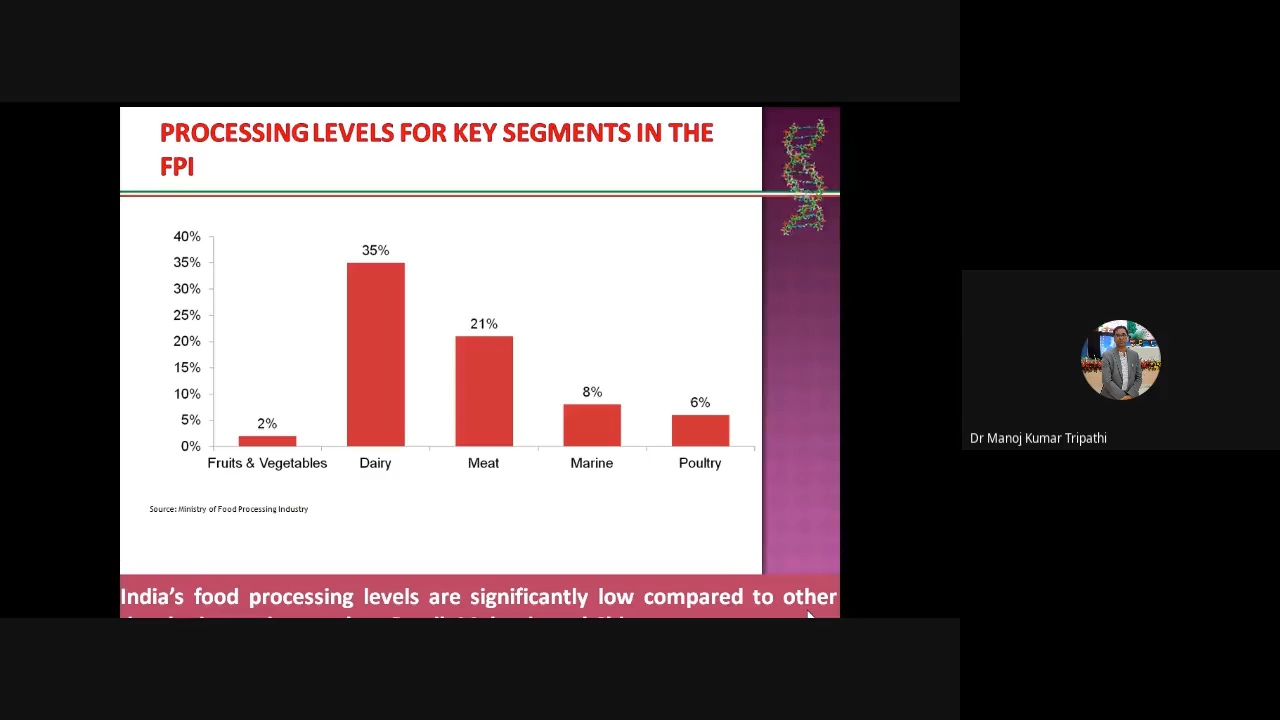 PROCESSING LEVELS FOR KEY SEGMENTS IN THE
FPI
40%
35%
30%
25%
20%
15%
10%
5%
0%
2%
35%
21%
8%
6%
Fruits & Vegetables
Dairy
Meat
Marine
Poultry
Source: Ministry of Food Processing Industry
India's food processing levels are significantly low compared to other
Dr Manoj Kumar Tripathi